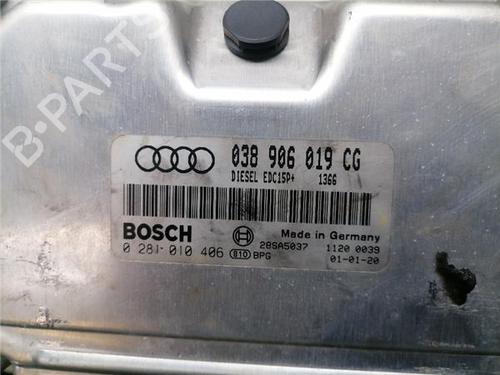 B-PARTS
038 906 019 CG
DIESEL EDC15P+ 1366
BOSCH
Made in Germany
0 281 010 406 810 BPG 28SA5037 1120 0039
01-01-20